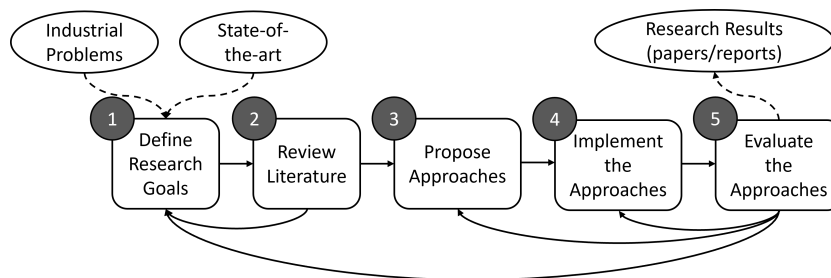 Industrial
Problems
State-of-
the-art
Research Results
(papers/reports)
1
Define
Research
Goals
2
Review
Literature
3
Propose
Approaches
4
Implement
the
Approaches
5
Evaluate
the
Approaches